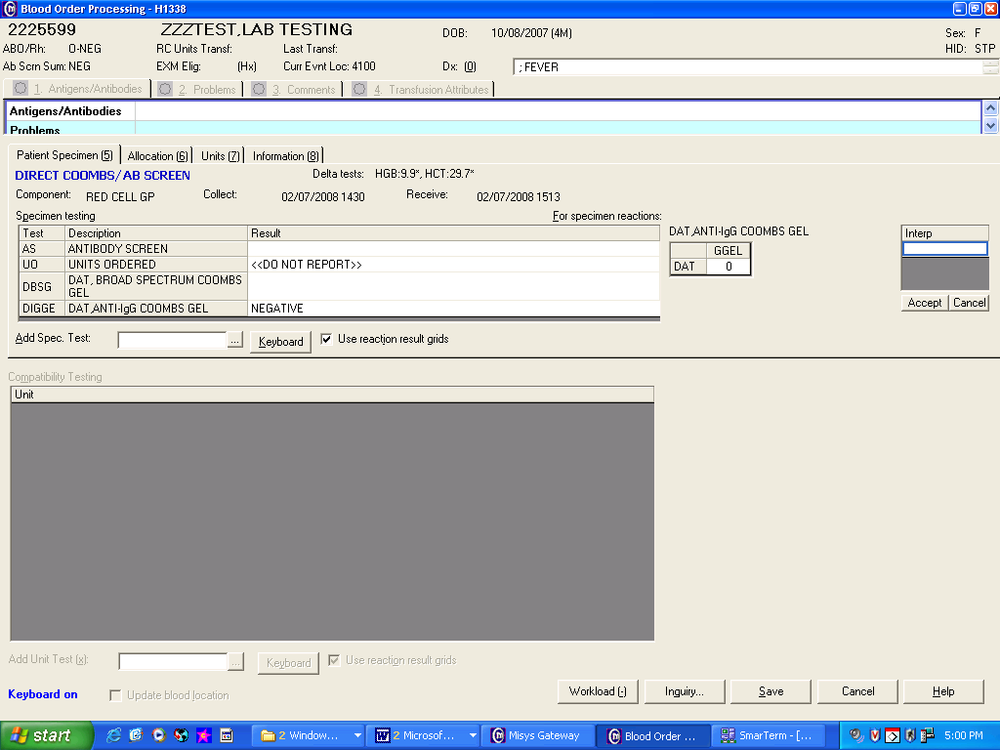 Blood Order Processing - H1338
2225599 ZZZTEST,LAB TESTING DOB: 10/08/2007 (4M) Sex: F
ABO/Rh: O-NEG RC Units Transf: Last Transf: HID: STP
Ab Scrn Sum: NEG EXM Elig: (Hx) Curr Evnt Loc: 4100 Dx: (0) ; FEVER
1. Antigens/Antibodies 2. Problems 3. Comments 4. Transfusion Attributes
Antigens/Antibodies
Problems
Patient Specimen (5) Allocation (6) Units (7) Information (8)
DIRECT COOMBS/AB SCREEN Delta tests: HGB:9.9*, HCT:29.7*
Component: RED CELL GP Collect: 02/07/2008 1430 Receive: 02/07/2008 1513
Specimen testing For specimen reactions:
Test Description Result DAT,ANTI-IgG COOMBS GEL Interp
AS ANTIBODY SCREEN GGEL
UO UNITS ORDERED <<DO NOT REPORT>> DAT 0
DBSG DAT, BROAD SPECTRUM COOMBS GEL
DIGGE DAT,ANTI-IgG COOMBS GEL NEGATIVE Accept Cancel
Add Spec. Test: ... Keyboard Use reaction result grids
Compatibility Testing
Unit
Add Unit Test (x): ... Keyboard Use reaction result grids
Keyboard on Update blood location Workload (-) Inquiry... Save Cancel Help
start 2 Window... 2 Microsof... Misys Gateway Blood Order ... SmarTerm - [... 5:00 PM